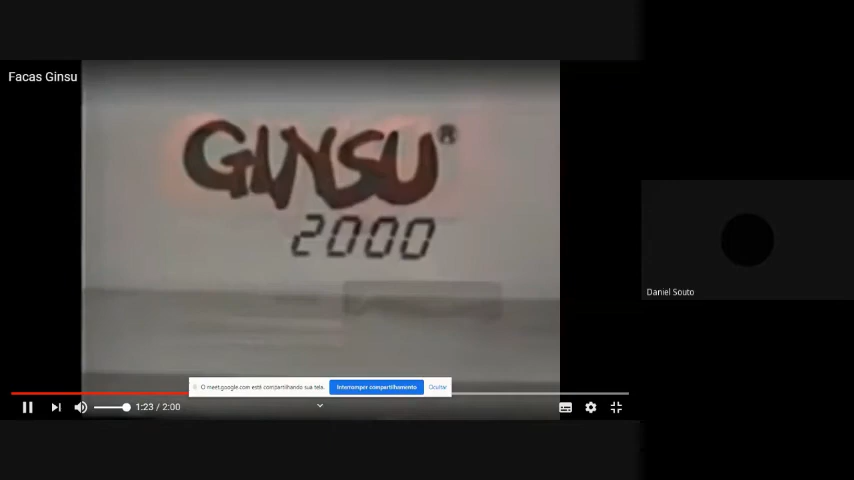 Facas Ginsu
GINSU®
2000
Daniel Souto
O meet.google.com está compartilhando sua tela.
Interromper compartilhamento
Ocultar
1:23 / 2:00